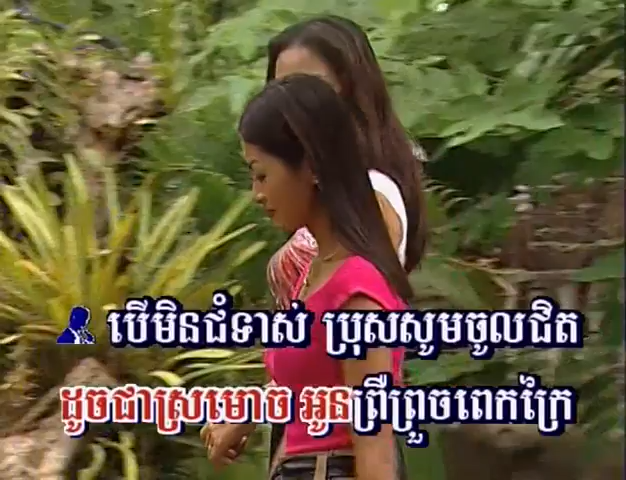 បើមិនជំទាស់ ប្រុសសូមចូលជិត
ដូចជាស្រមោច អូនព្រឺព្រួចពេកក្រៃ